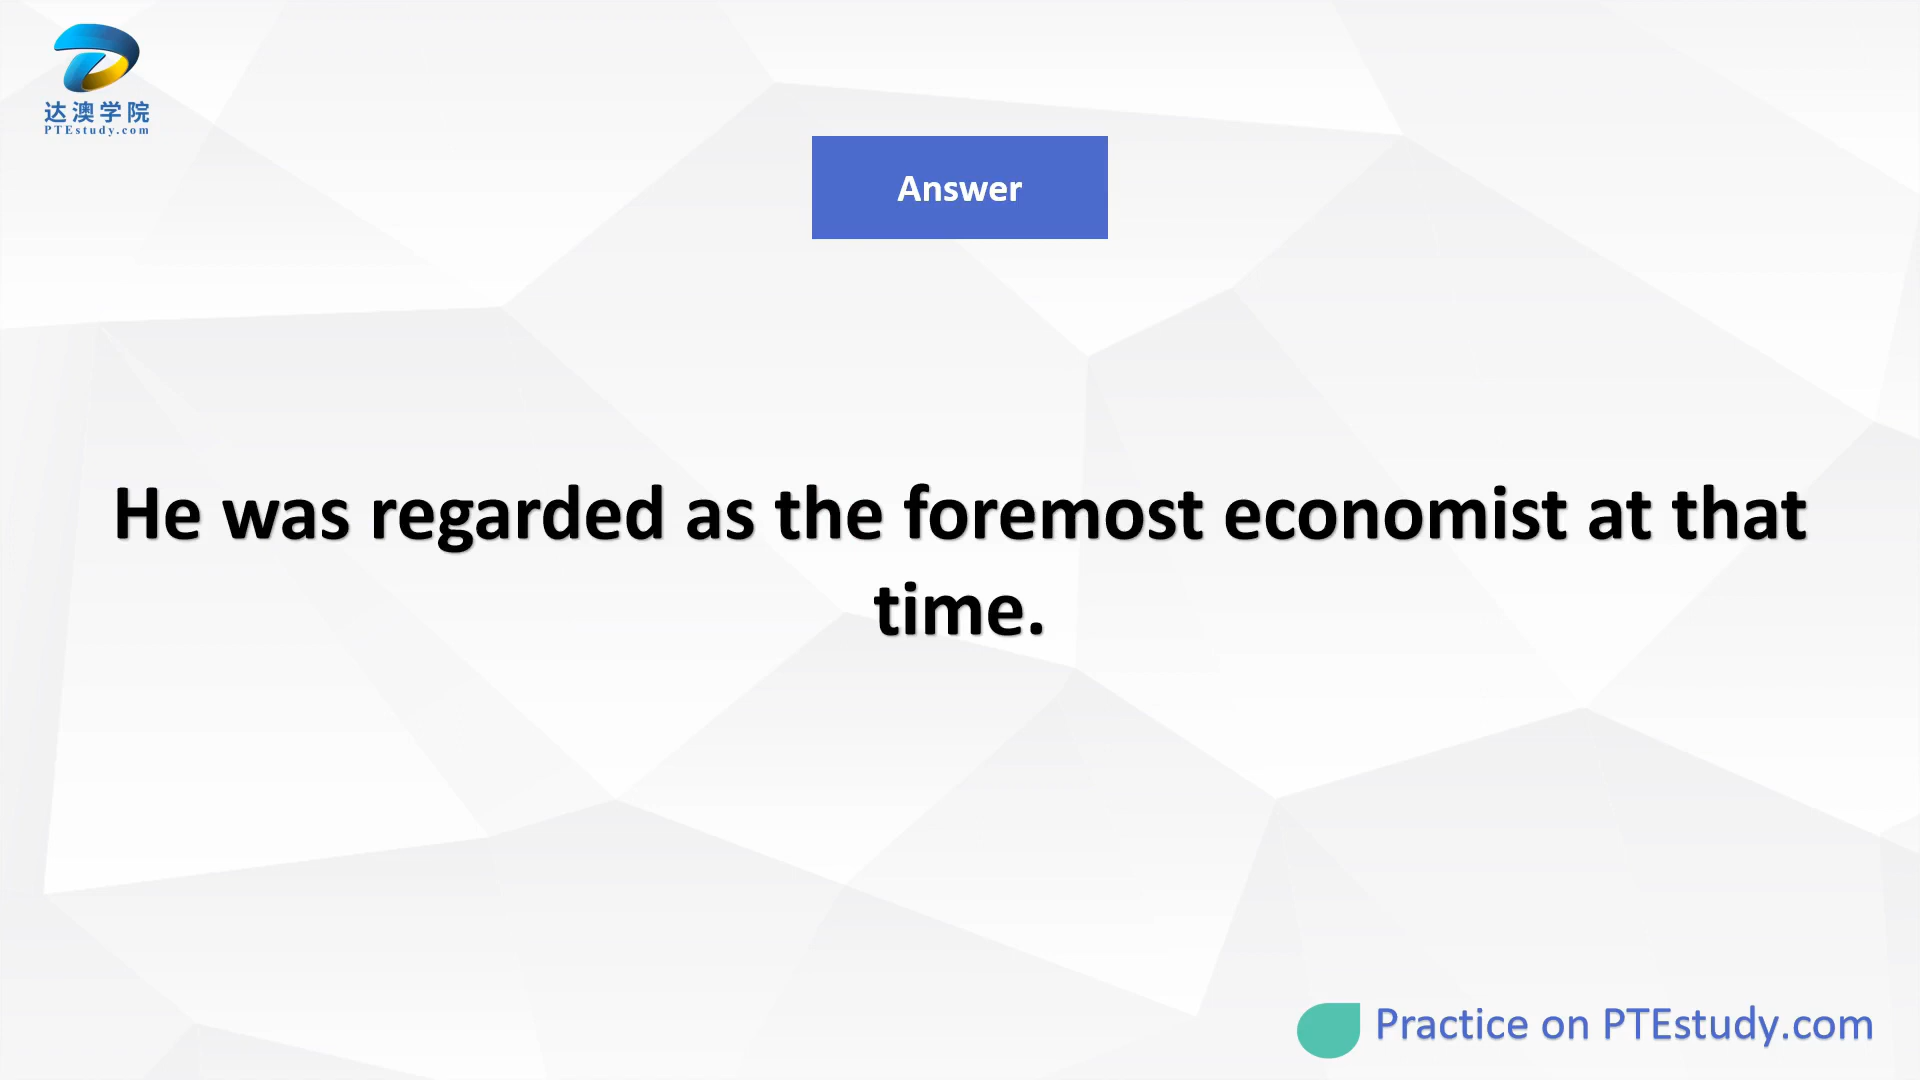 达澳学院
PTEstudy.com
Answer
He was regarded as the foremost economist at that
time.
Practice on PTEstudy.com